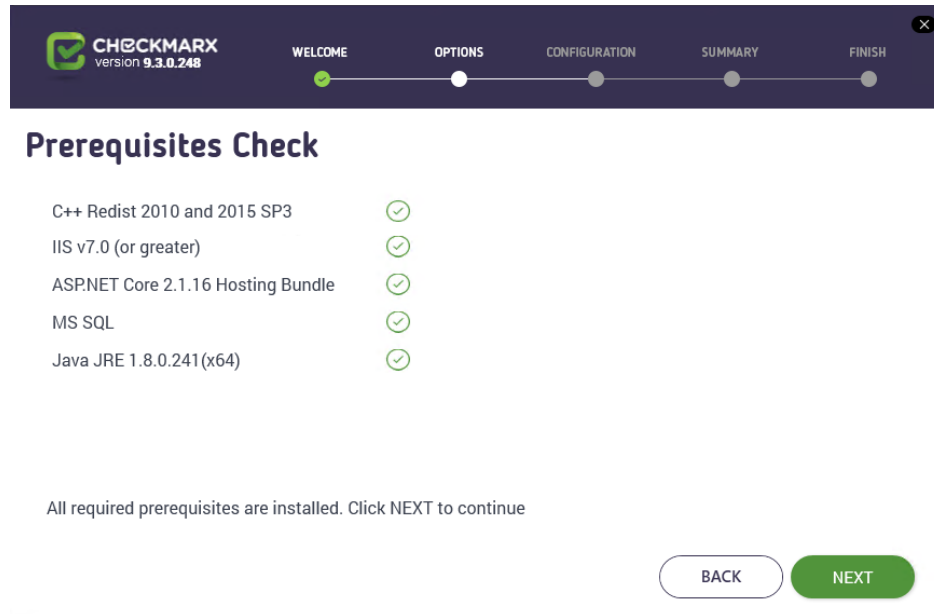 CHECKMARX
version 9.3.0.248
WELCOME
OPTIONS
CONFIGURATION
SUMMARY
FINISH
Prerequisites Check
C++ Redist 2010 and 2015 SP3
IIS v7.0 (or greater)
ASP.NET Core 2.1.16 Hosting Bundle
MS SQL
Java JRE 1.8.0.241(x64)
All required prerequisites are installed. Click NEXT to continue
BACK
NEXT